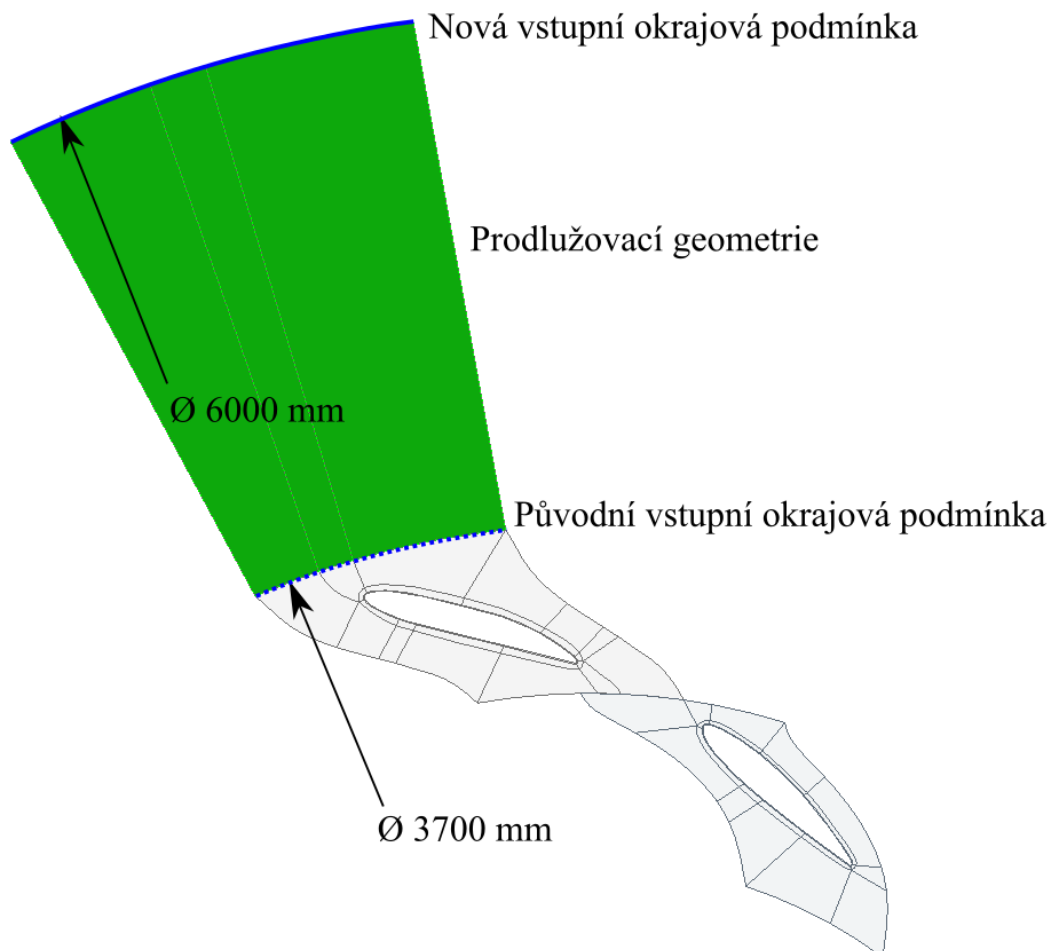 Nová vstupní okrajová podmínka
Prodlužovací geometrie
Ø 6000 mm
Původní vstupní okrajová podmínka
Ø 3700 mm